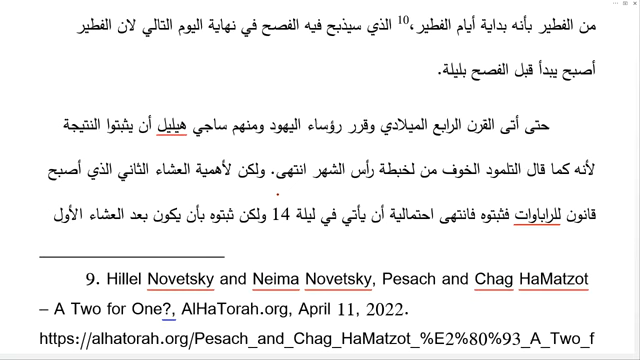 من الفطير بأنه بداية أيام الفطير،10 الذي سيذبح فيه الفصح في نهاية اليوم التالي لان الفطير
أصبح يبدأ قبل الفصح بليلة.
حتى أتى القرن الرابع الميلادي وقرر رؤساء اليهود ومنهم ساجي هيليل أن يثبتوا النتيجة
لأنه كما قال التلمود الخوف من لخبطة رأس الشهر انتهى. ولكن لأهمية العشاء الثاني الذي أصبح
قانون للراباوات فثبتوه فانتهى احتمالية أن يأتي في ليلة 14 ولكن ثبتوه بأن يكون بعد العشاء الأول
9. Hillel Novetsky and Neima Novetsky, Pesach and Chag HaMatzot
– A Two for One?, AlHaTorah.org, April 11, 2022.
https://alhatorah.org/Pesach_and_Chag_HaMatzot_%E2%80%93_A_Two_f